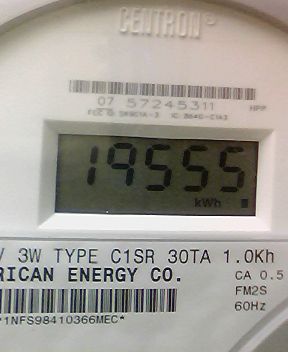 CENTRON®
07 57245311 HPP
19555
kWh
V 3W TYPE C1SR 30TA 1.0Kh
RICAN ENERGY CO. CA 0.5
FM2S
60Hz
*1NFS98410366MEC*